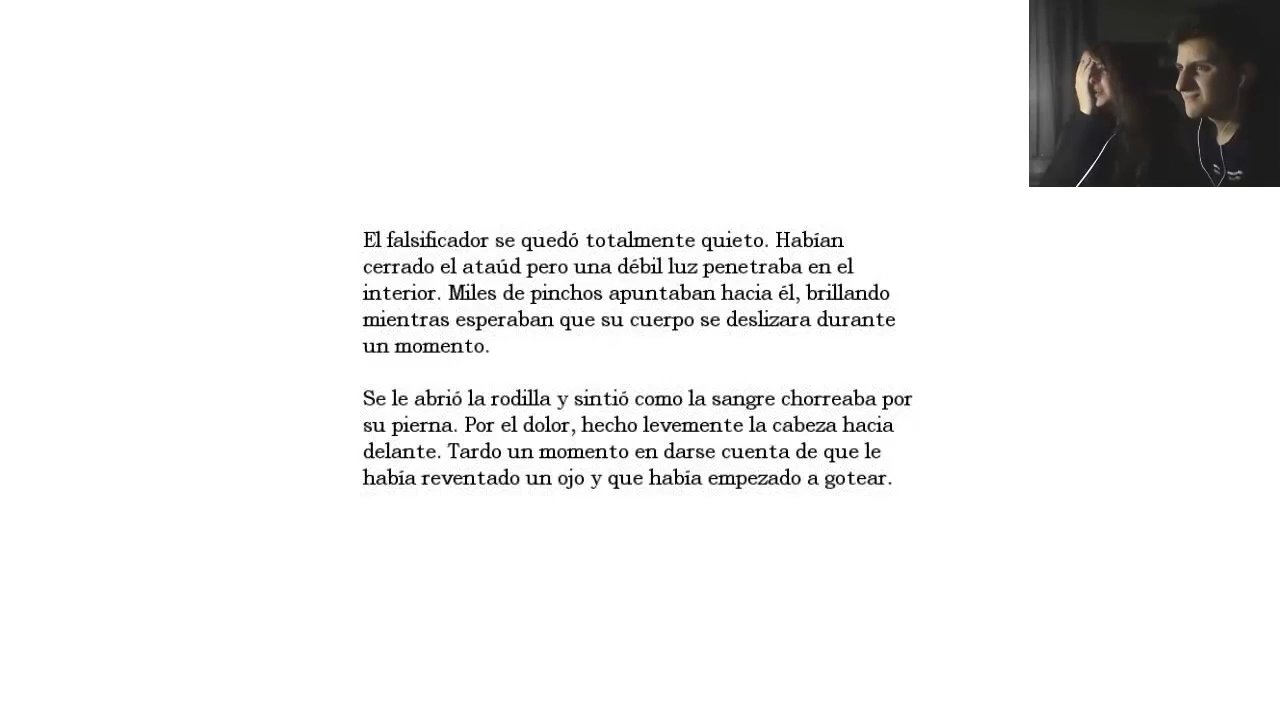 El falsificador se quedó totalmente quieto. Habían
cerrado el ataúd pero una débil luz penetraba en el
interior. Miles de pinchos apuntaban hacia él, brillando
mientras esperaban que su cuerpo se deslizara durante
un momento.
Se le abrió la rodilla y sintió como la sangre chorreaba por
su pierna. Por el dolor, hecho levemente la cabeza hacia
delante. Tardo un momento en darse cuenta de que le
había reventado un ojo y que había empezado a gotear.